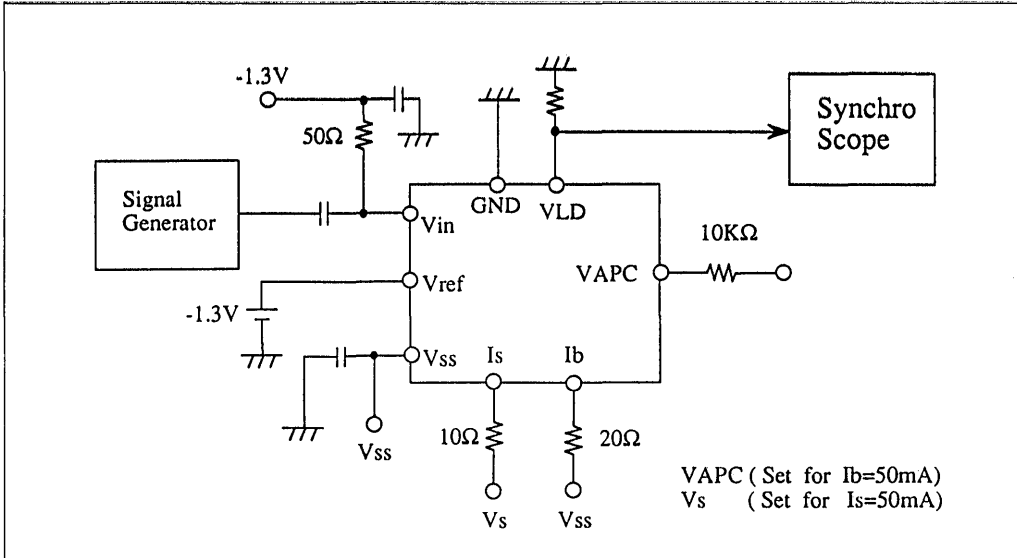 -1.3V
50Ω
Synchro
Scope
Signal
Generator
GND
VLD
Vin
10KΩ
VAPC
Vref
-1.3V
Vss
Is
Ib
10Ω
20Ω
Vss
Vs
Vss
VAPC ( Set for Ib=50mA)
Vs ( Set for Is=50mA)